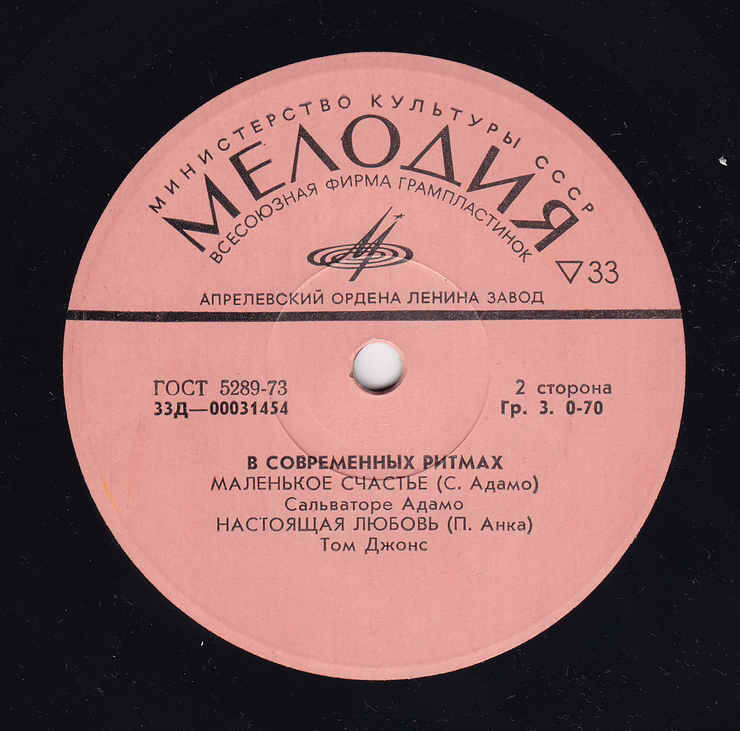 МИНИСТЕРСТВО КУЛЬТУРЫ СССР
МЕЛОДИЯ
ВСЕСОЮЗНАЯ ФИРМА ГРАМПЛАСТИНОК
▽33
АПРЕЛЕВСКИЙ ОРДЕНА ЛЕНИНА ЗАВОД
ГОСТ 5289-73
2 сторона
33Д—00031454
Гр. 3. 0-70
В СОВРЕМЕННЫХ РИТМАХ
МАЛЕНЬКОЕ СЧАСТЬЕ (С. Адамо)
Сальваторе Адамо
НАСТОЯЩАЯ ЛЮБОВЬ (П. Анка)
Том Джонс